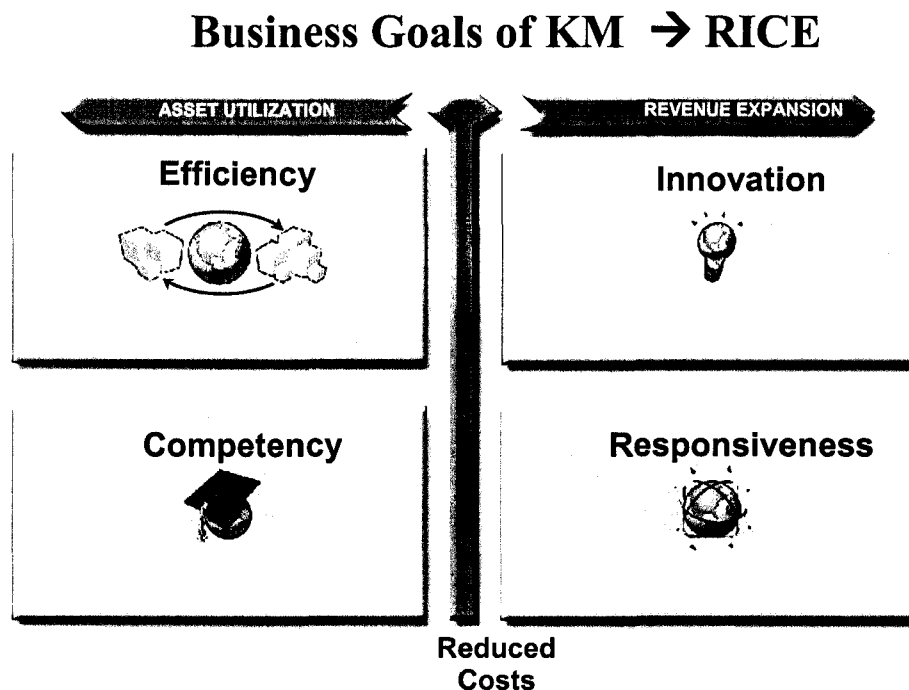 Business Goals of KM → RICE
ASSET UTILIZATION
REVENUE EXPANSION
Efficiency
Innovation
Competency
Responsiveness
Reduced
Costs